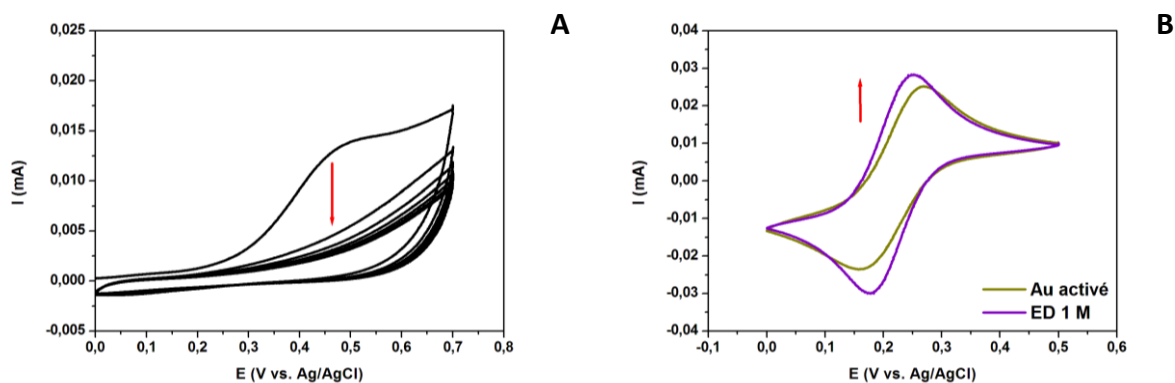 A
0,020
0,015
0,010
0,005
0,000
-0,005
I (mA)
0,0 0,1 0,2 0,3 0,4 0,5 0,6 0,7 0,8
E (V vs. Ag/AgCl)
B
0,04
0,03
0,02
0,01
0,00
-0,01
-0,02
-0,03
-0,04
I (mA)
Au activé
ED 1 M
-0,1 0,0 0,1 0,2 0,3 0,4 0,5 0,6
E (V vs. Ag/AgCl)